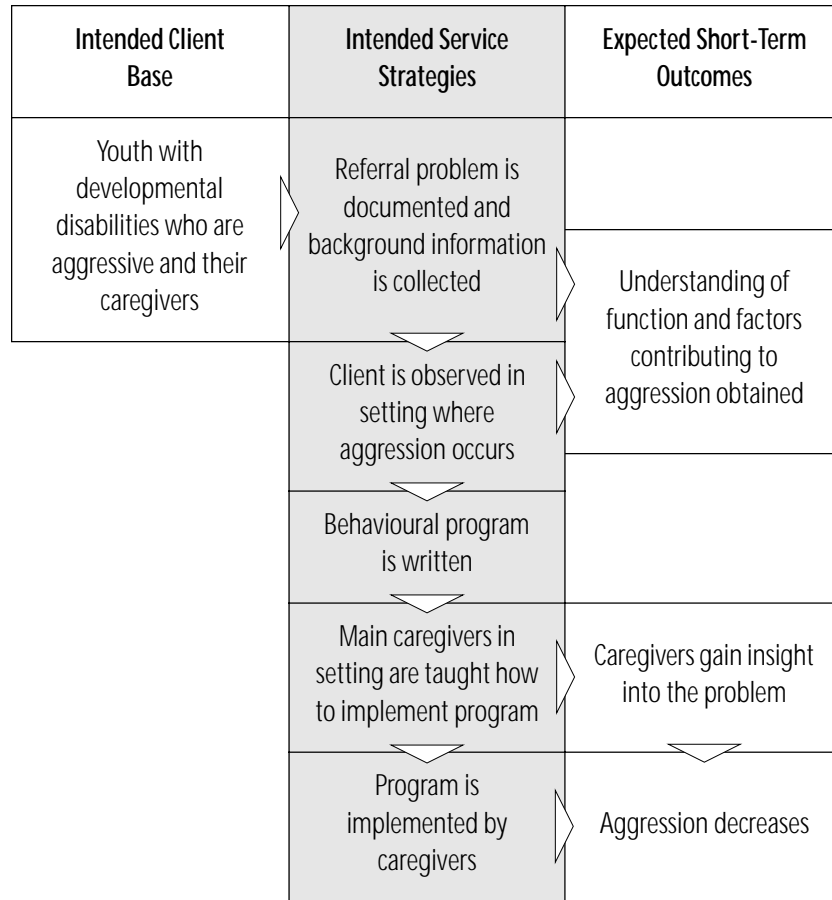 Intended Client
Base
Intended Service
Strategies
Expected Short-Term
Outcomes
Youth with
developmental
disabilities who are
aggressive and their
caregivers
Referral problem is
documented and
background information
is collected
Understanding of
function and factors
contributing to
aggression obtained
Client is observed in
setting where
aggression occurs
Behavioural program
is written
Main caregivers in
setting are taught how
to implement program
Caregivers gain insight
into the problem
Program is
implemented by
caregivers
Aggression decreases